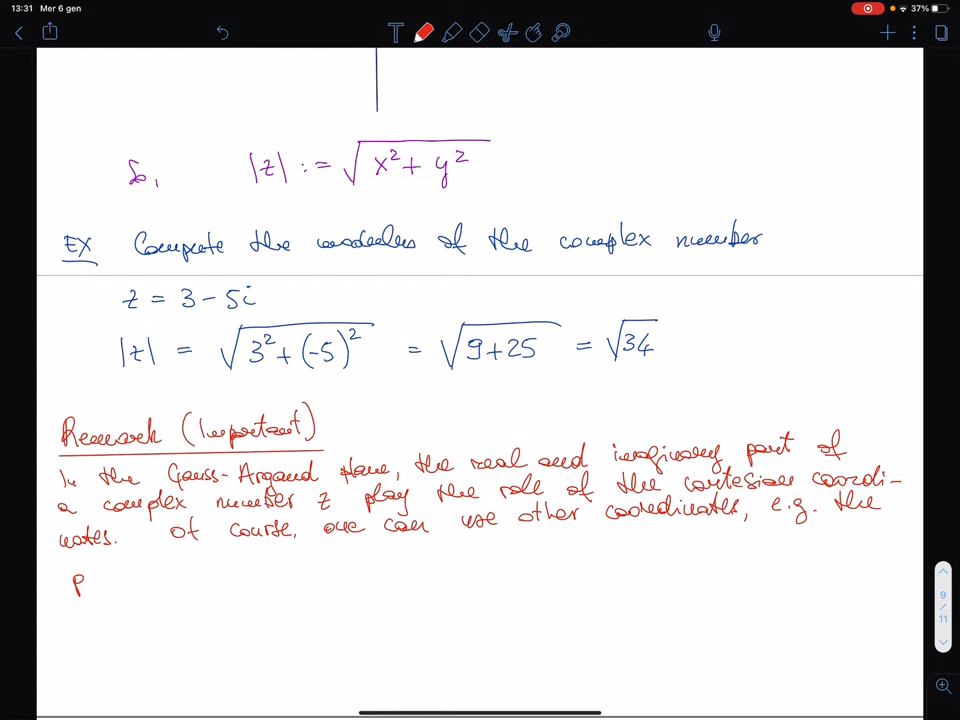 13:31 Mer 6 gen
37%
So, |z| := √(x² + y²)
EX Compute the modulus of the complex number
z = 3 - 5i
|z| = √(3² + (-5)²) = √(9+25) = √34
Remark (Important)
In the Gauss-Argand plane, the real and imaginary part of
a complex number z play the role of the cartesian coordi-
nates. Of course, one can use other coordinates, e.g. the
P
9
/
11